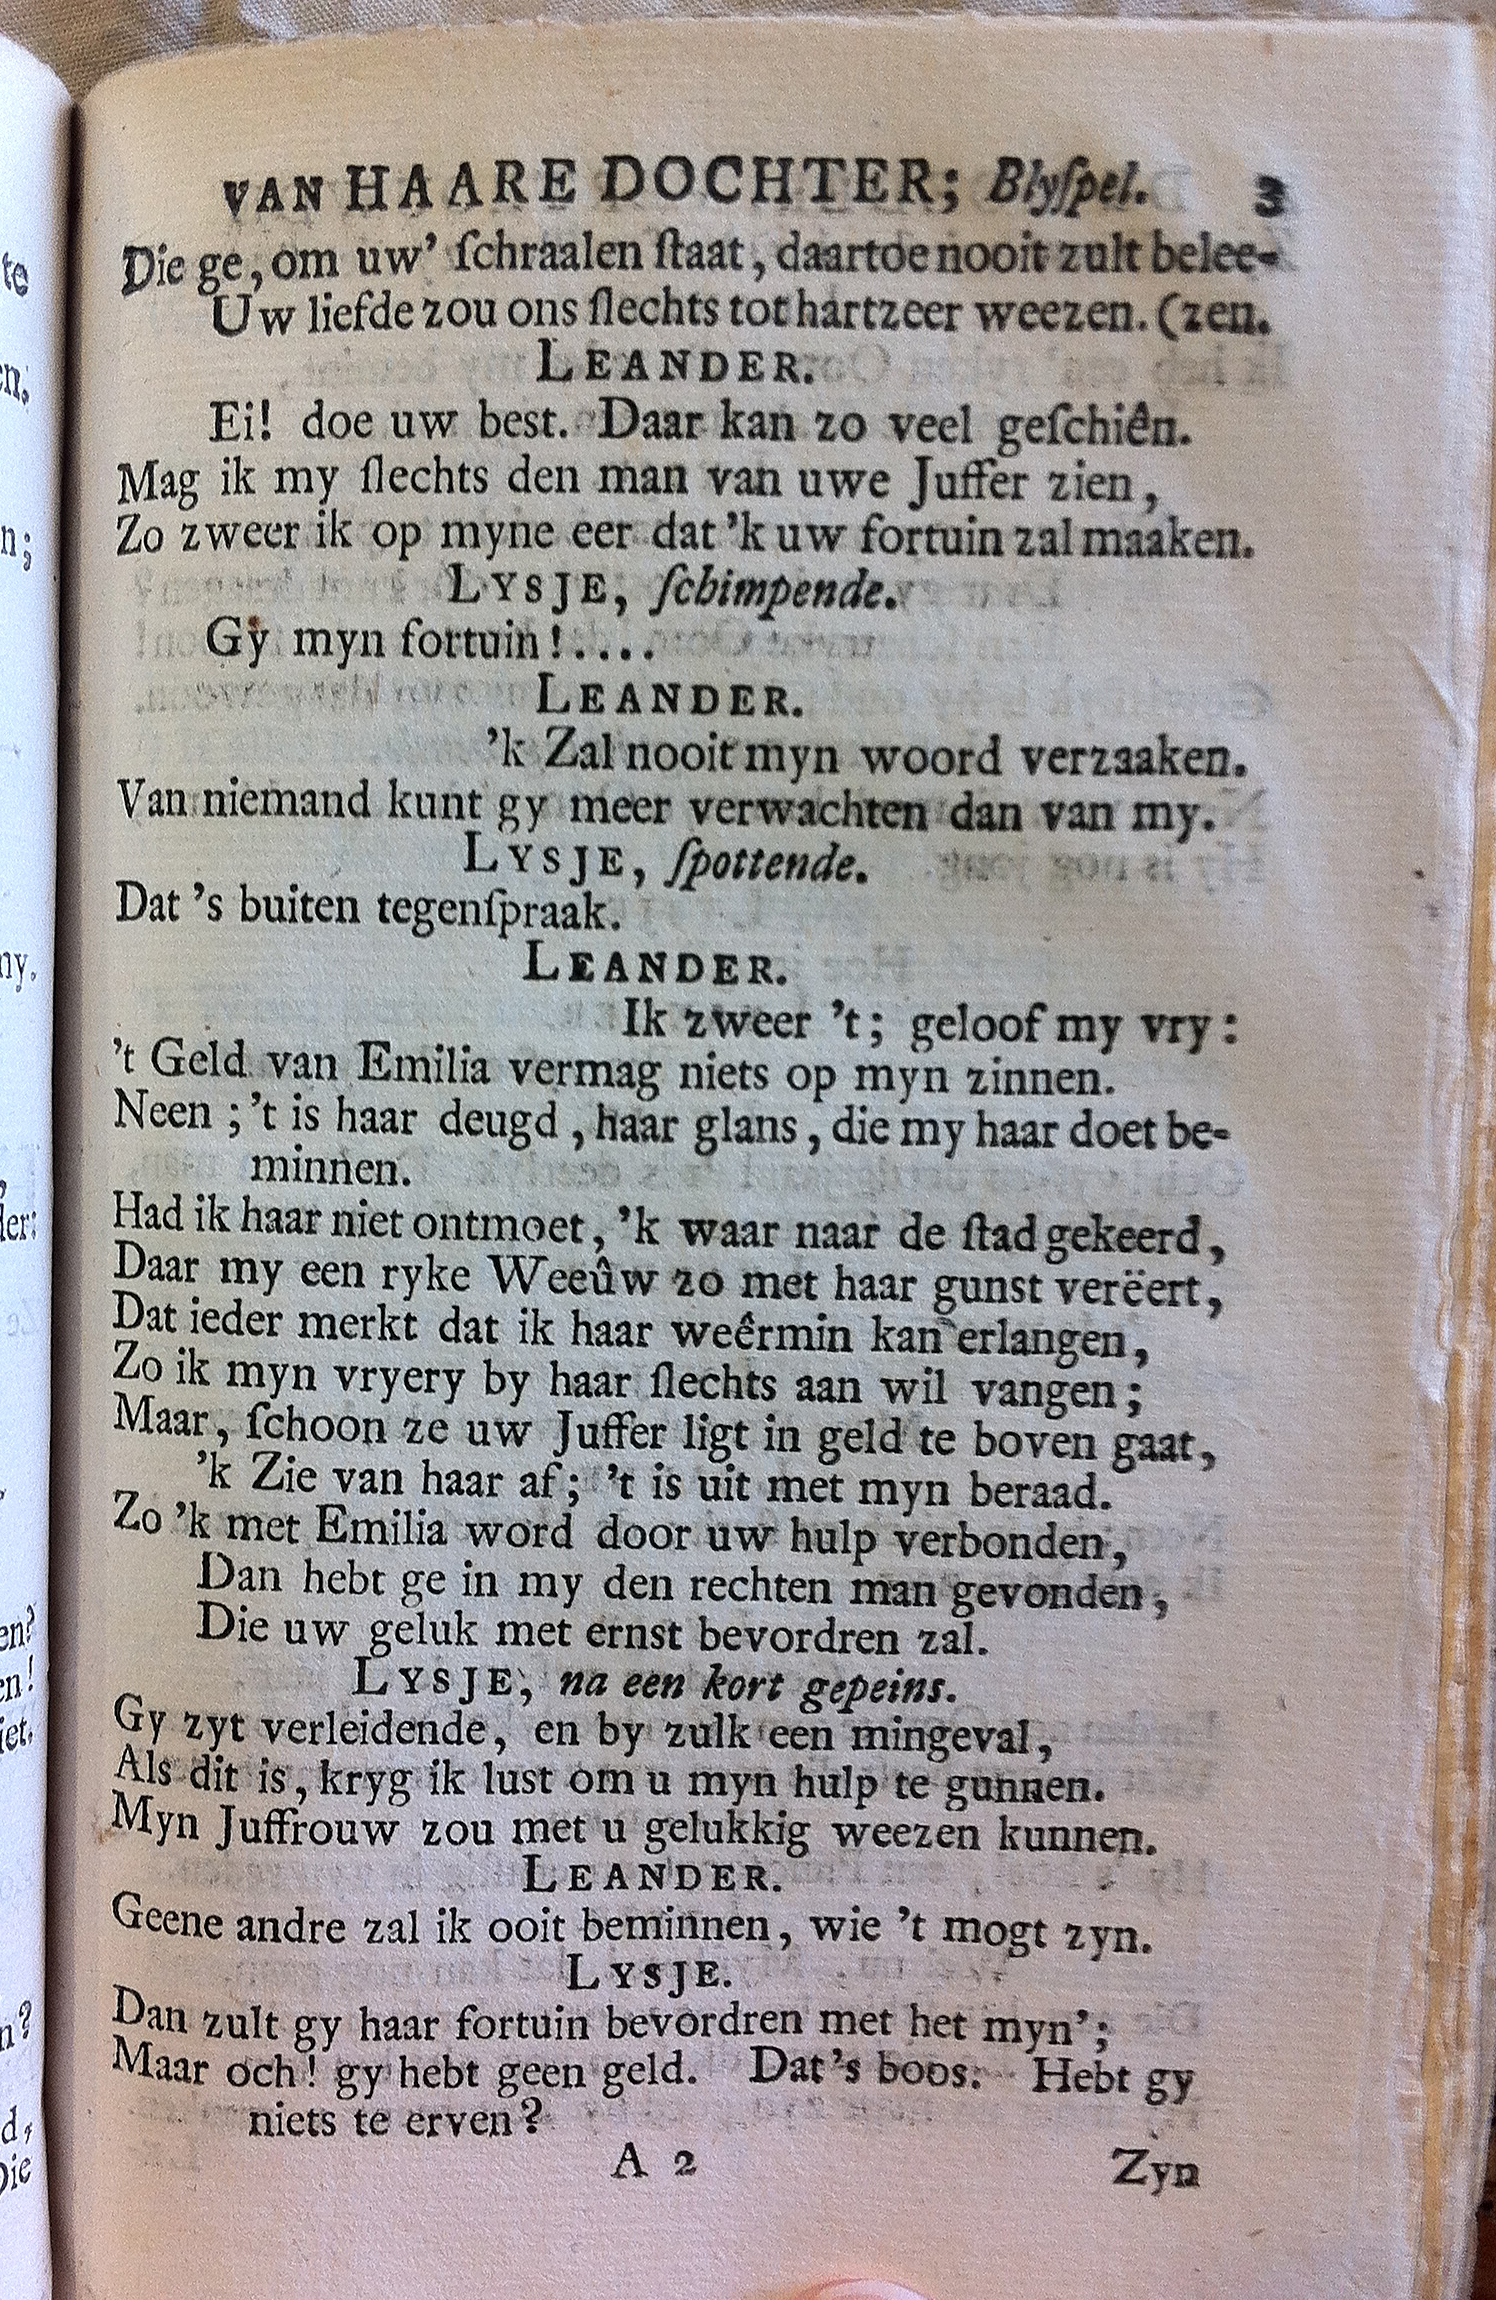 VAN HAARE DOCHTER; Blyſpel. 3
Die ge, om uw’ ſchraalen ſtaat, daartoe nooit zult belee-
Uw liefde zou ons ſlechts tot hartzeer weezen. (zen.
LEANDER.
Ei! doe uw best. Daar kan zo veel geſchiên.
Mag ik my ſlechts den man van uwe Juffer zien,
Zo zweer ik op myne eer dat ’k uw fortuin zal maaken.
LYSJE, ſchimpende.
Gy myn fortuin!....
LEANDER.
’k Zal nooit myn woord verzaaken.
Van niemand kunt gy meer verwachten dan van my.
LYSJE, ſpottende.
Dat ’s buiten tegenſpraak.
LEANDER.
Ik zweer ’t; geloof my vry:
’t Geld van Emilia vermag niets op myn zinnen.
Neen; ’t is haar deugd, haar glans, die my haar doet be-
minnen.
Had ik haar niet ontmoet, ’k waar naar de ſtad gekeerd,
Daar my een ryke Weeûw zo met haar gunst verëert,
Dat ieder merkt dat ik haar weêrmin kan erlangen,
Zo ik myn vryery by haar ſlechts aan wil vangen;
Maar, ſchoon ze uw Juffer ligt in geld te boven gaat,
’k Zie van haar af; ’t is uit met myn beraad.
Zo ’k met Emilia word door uw hulp verbonden,
Dan hebt ge in my den rechten man gevonden,
Die uw geluk met ernst bevordren zal.
LYSJE, na een kort gepeins.
Gy zyt verleidende, en by zulk een mingeval,
Als dit is, kryg ik lust om u myn hulp te gunnen.
Myn Juffrouw zou met u gelukkig weezen kunnen.
LEANDER.
Geene andre zal ik ooit beminnen, wie ’t mogt zyn.
LYSJE.
Dan zult gy haar fortuin bevordren met het myn’;
Maar och! gy hebt geen geld. Dat’s boos. Hebt gy
niets te erven?
A 2 Zyn